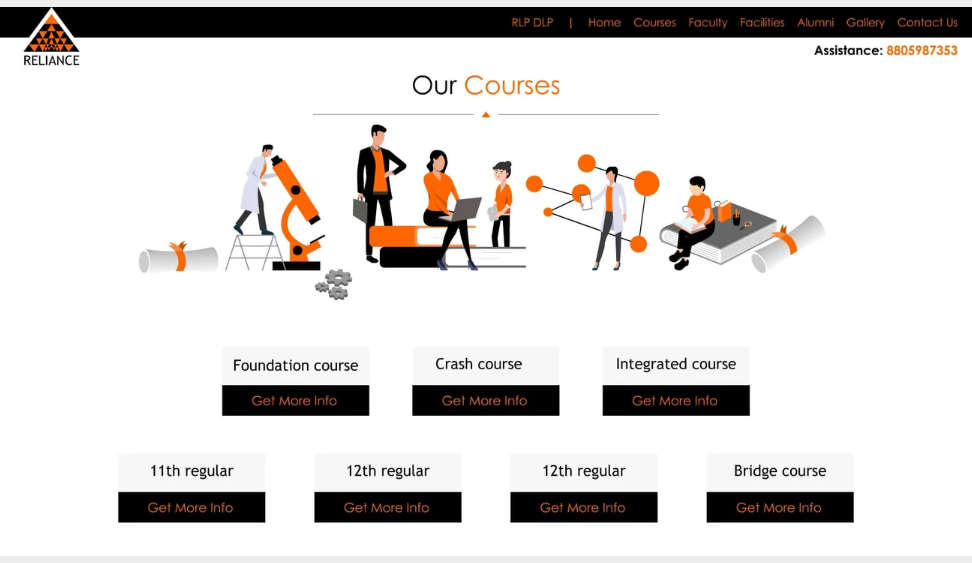 RLP DLP | Home Courses Faculty Facilities Alumni Gallery Contact Us
RELIANCE
Assistance: 8805987353
Our Courses
Foundation course
Crash course
Integrated course
Get More Info
Get More Info
Get More Info
11th regular
12th regular
12th regular
Bridge course
Get More Info
Get More Info
Get More Info
Get More Info